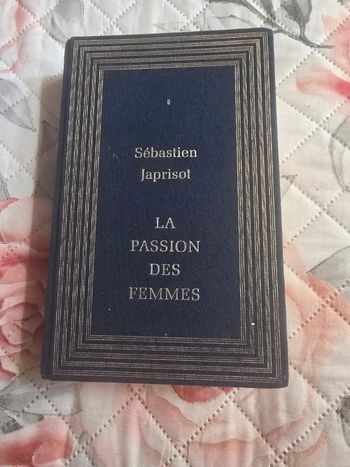 Sébastien
Japrisot
LA
PASSION
DES
FEMMES